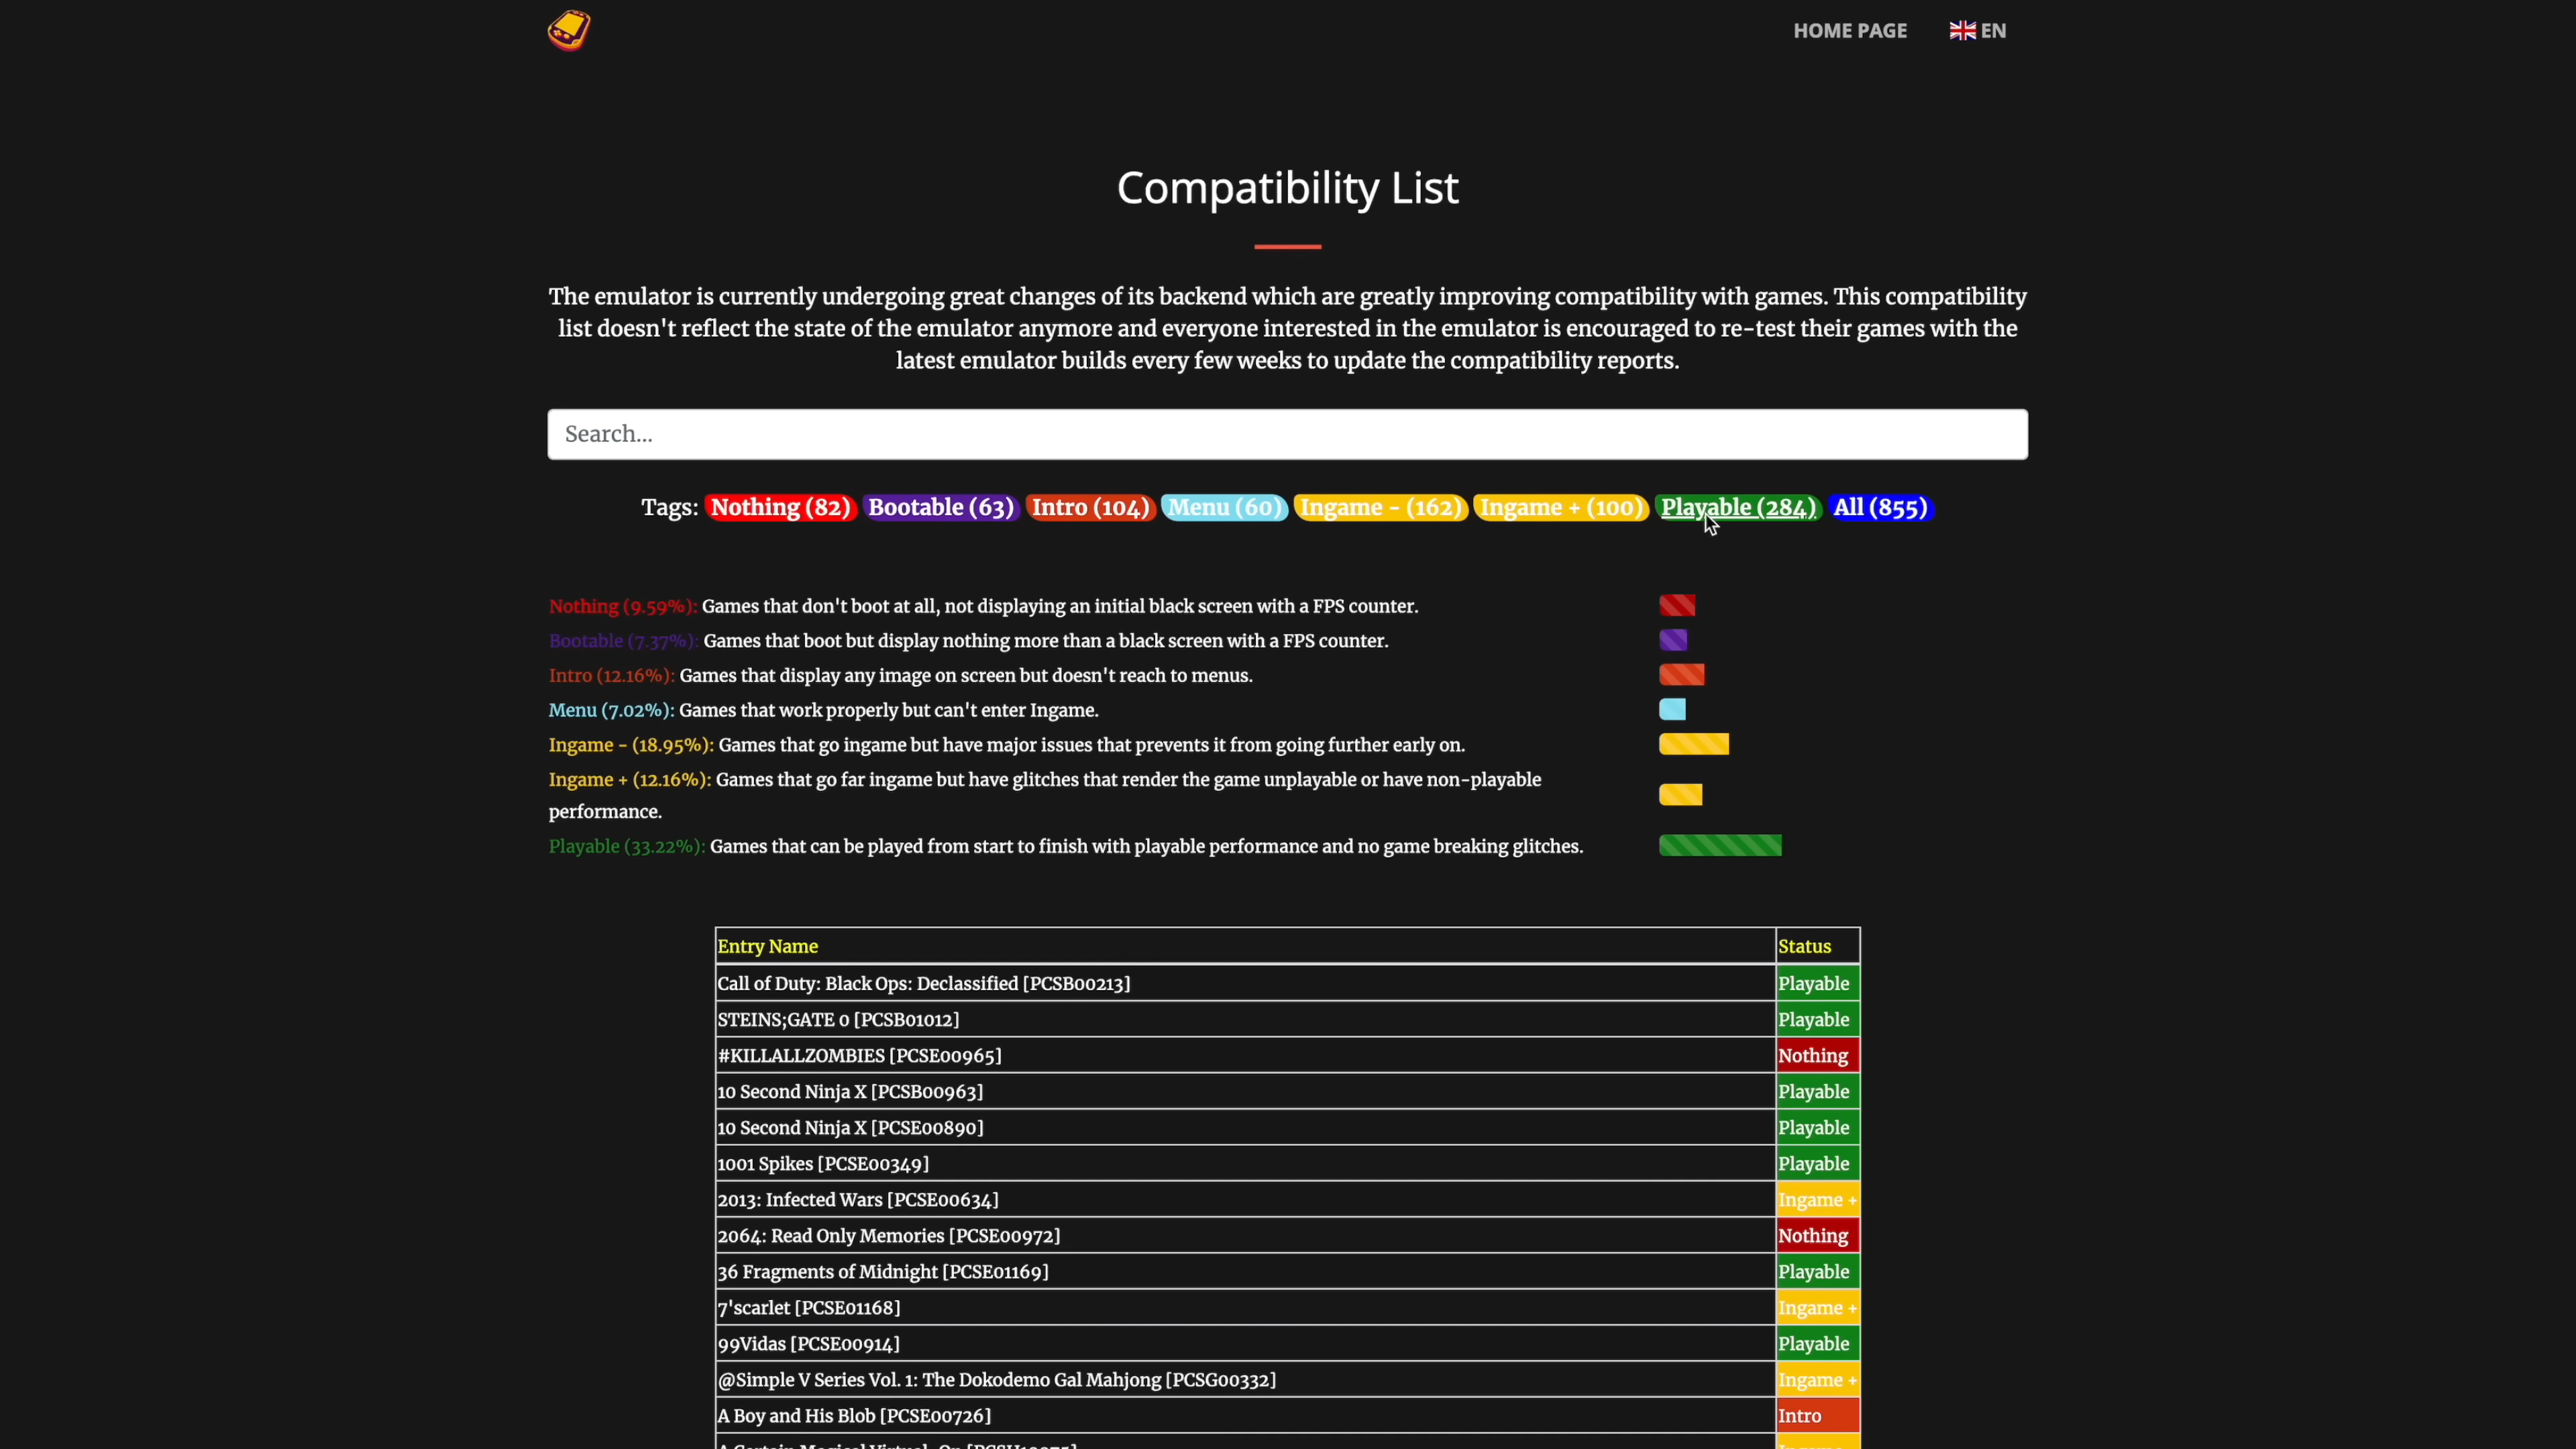 HOME PAGE EN
Compatibility List
The emulator is currently undergoing great changes of its backend which are greatly improving compatibility with games. This compatibility
list doesn't reflect the state of the emulator anymore and everyone interested in the emulator is encouraged to re-test their games with the
latest emulator builds every few weeks to update the compatibility reports.
Search...
Tags: Nothing (82) Bootable (63) Intro (104) Menu (60) Ingame - (162) Ingame + (100) Playable (284) All (855)
Nothing (9.59%): Games that don't boot at all, not displaying an initial black screen with a FPS counter.
Bootable (7.37%): Games that boot but display nothing more than a black screen with a FPS counter.
Intro (12.16%): Games that display any image on screen but doesn't reach to menus.
Menu (7.02%): Games that work properly but can't enter Ingame.
Ingame - (18.95%): Games that go ingame but have major issues that prevents it from going further early on.
Ingame + (12.16%): Games that go far ingame but have glitches that render the game unplayable or have non-playable
performance.
Playable (33.22%): Games that can be played from start to finish with playable performance and no game breaking glitches.
Entry Name Status
Call of Duty: Black Ops: Declassified [PCSB00213] Playable
STEINS;GATE 0 [PCSB01012] Playable
#KILLALLZOMBIES [PCSE00965] Nothing
10 Second Ninja X [PCSB00963] Playable
10 Second Ninja X [PCSE00890] Playable
1001 Spikes [PCSE00349] Playable
2013: Infected Wars [PCSE00634] Ingame +
2064: Read Only Memories [PCSE00972] Nothing
36 Fragments of Midnight [PCSE01169] Playable
7'scarlet [PCSE01168] Ingame +
99Vidas [PCSE00914] Playable
@Simple V Series Vol. 1: The Dokodemo Gal Mahjong [PCSG00332] Ingame +
A Boy and His Blob [PCSE00726] Intro